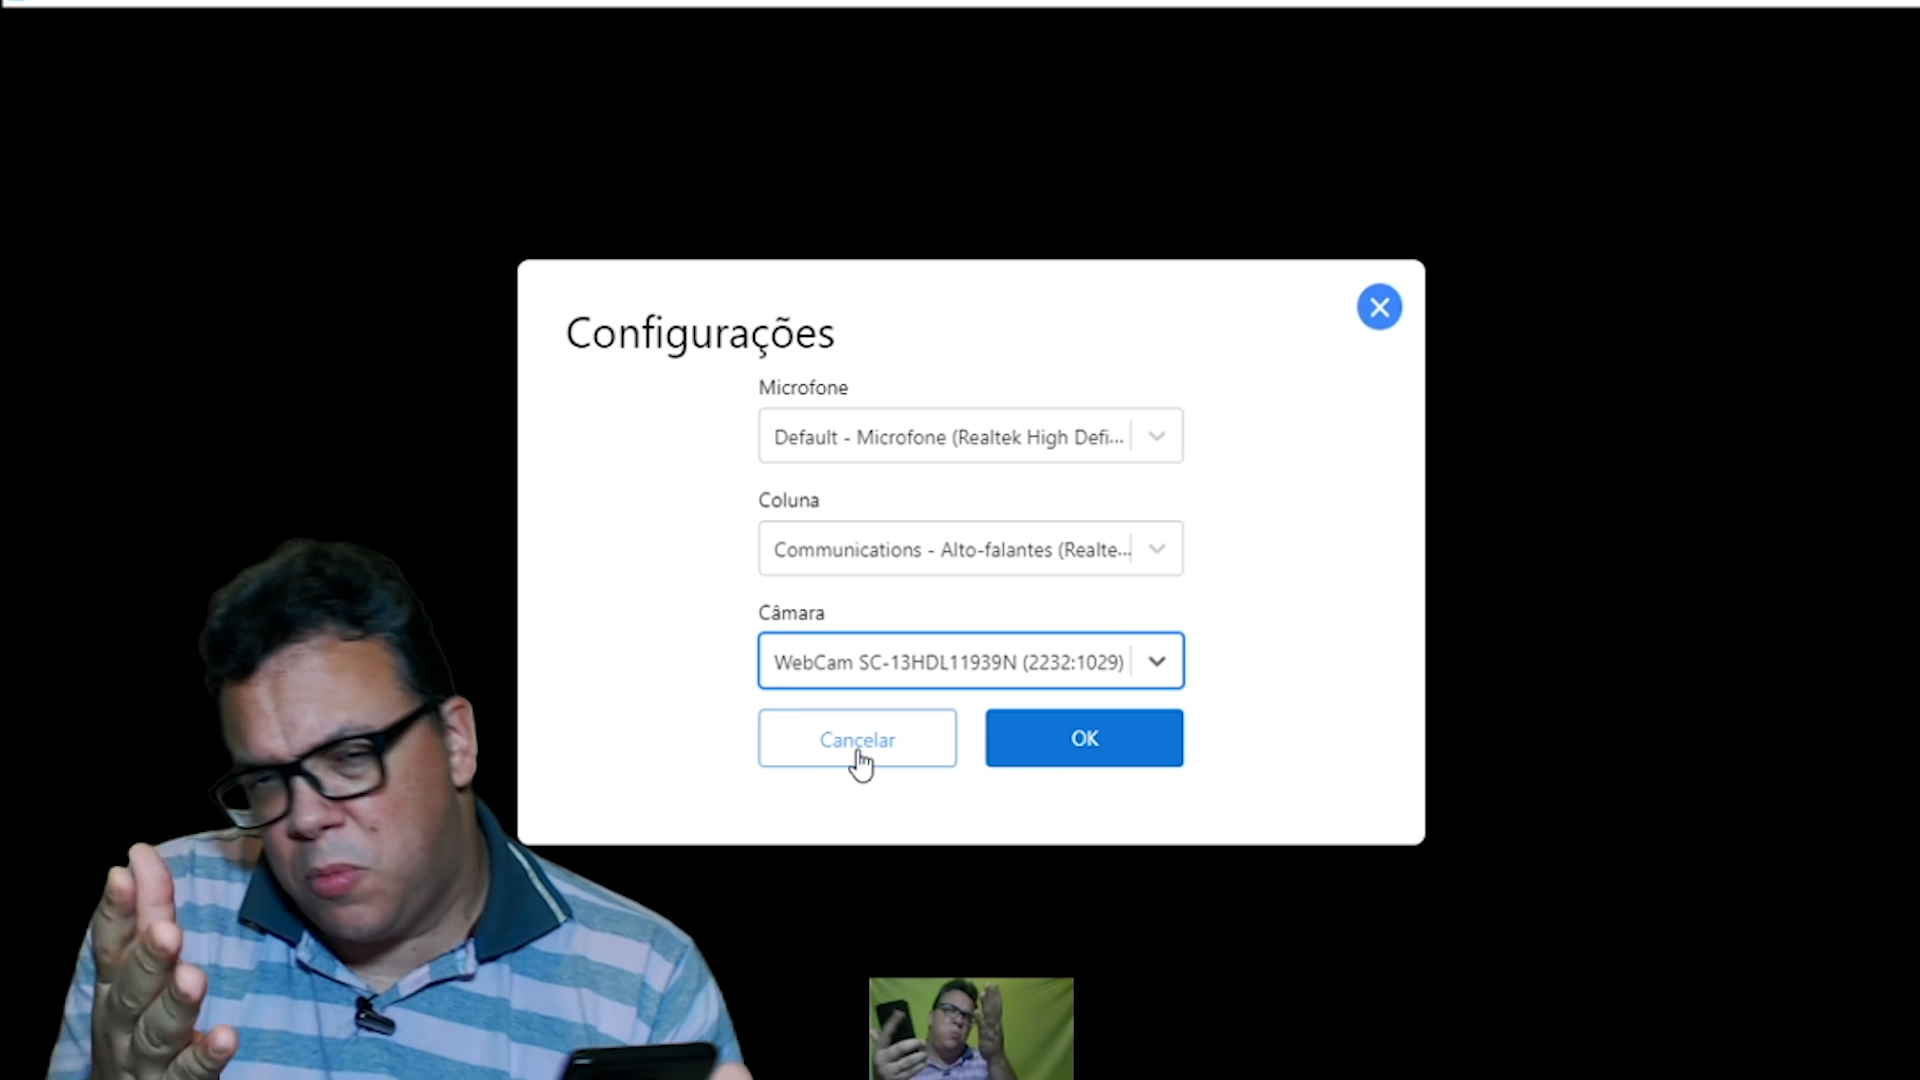 Configurações
Microfone
Default - Microfone (Realtek High Defi...
Coluna
Communications - Alto-falantes (Realte...
Câmara
WebCam SC-13HDL11939N (2232:1029)
Cancelar
OK